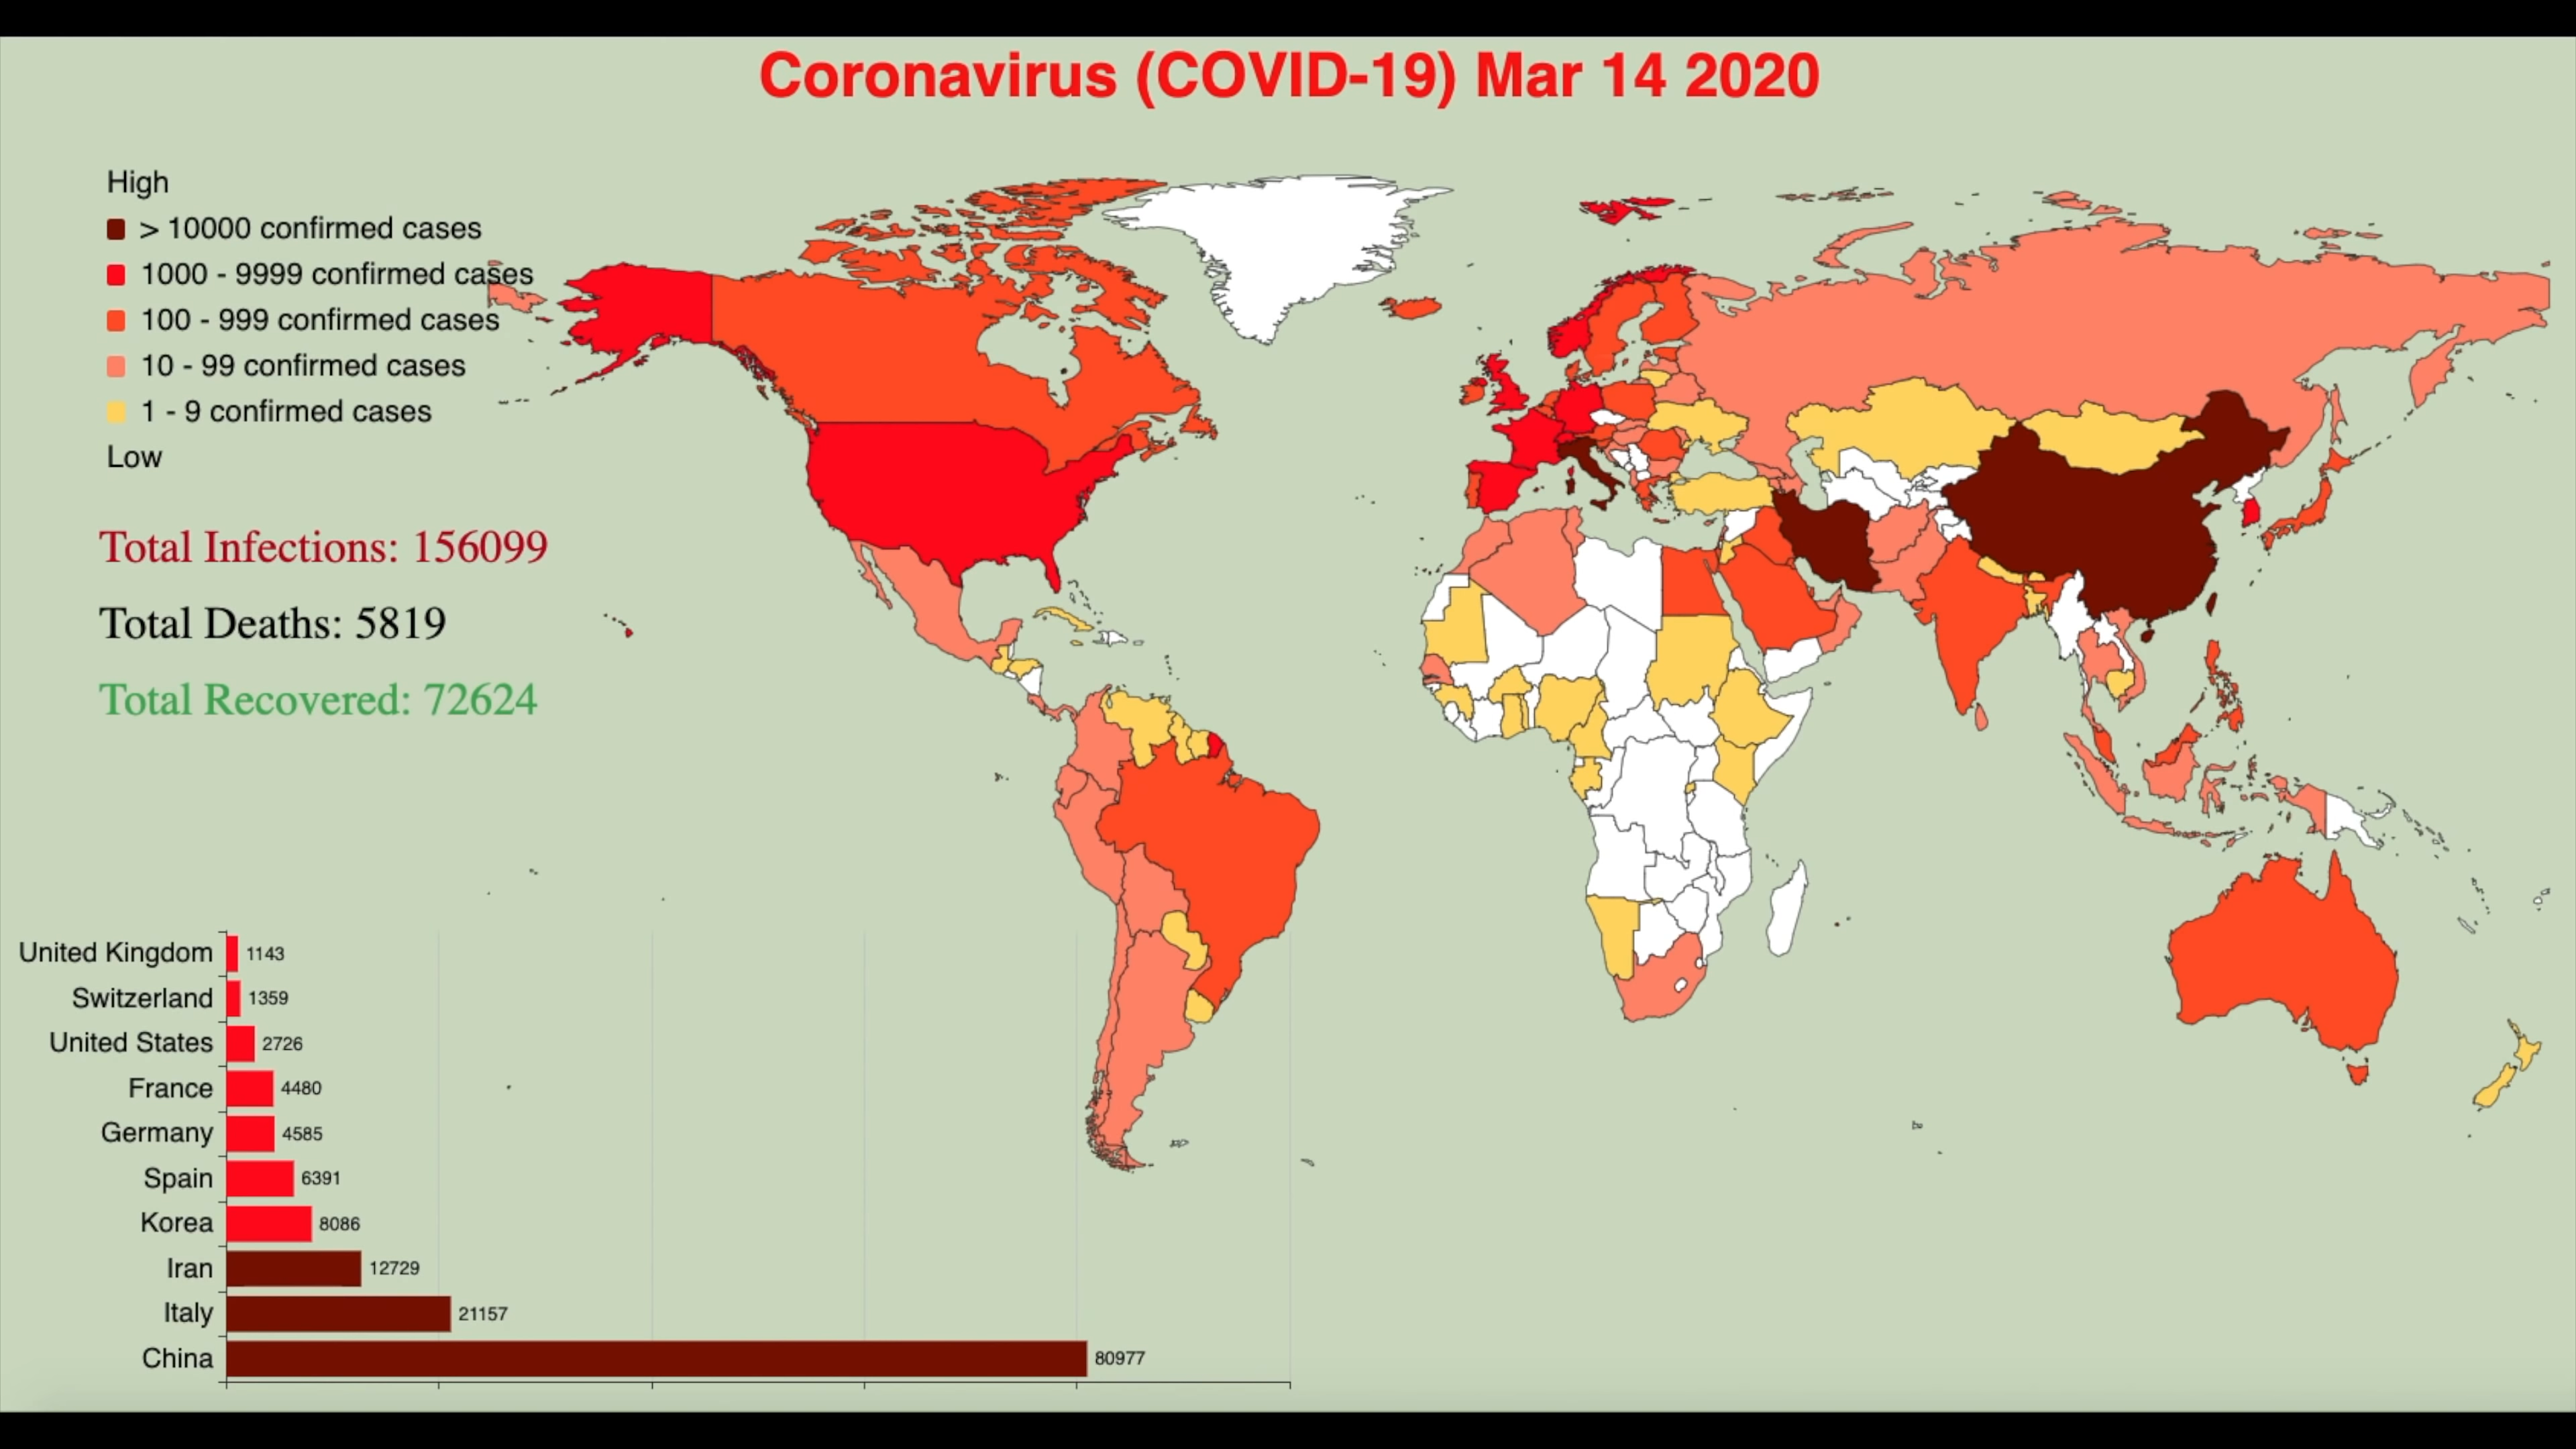 Coronavirus (COVID-19) Mar 14 2020
High
> 10000 confirmed cases
1000 - 9999 confirmed cases
100 - 999 confirmed cases
10 - 99 confirmed cases
1 - 9 confirmed cases
Low
Total Infections: 156099
Total Deaths: 5819
Total Recovered: 72624
United Kingdom 1143
Switzerland 1359
United States 2726
France 4480
Germany 4585
Spain 6391
Korea 8086
Iran 12729
Italy 21157
China 80977